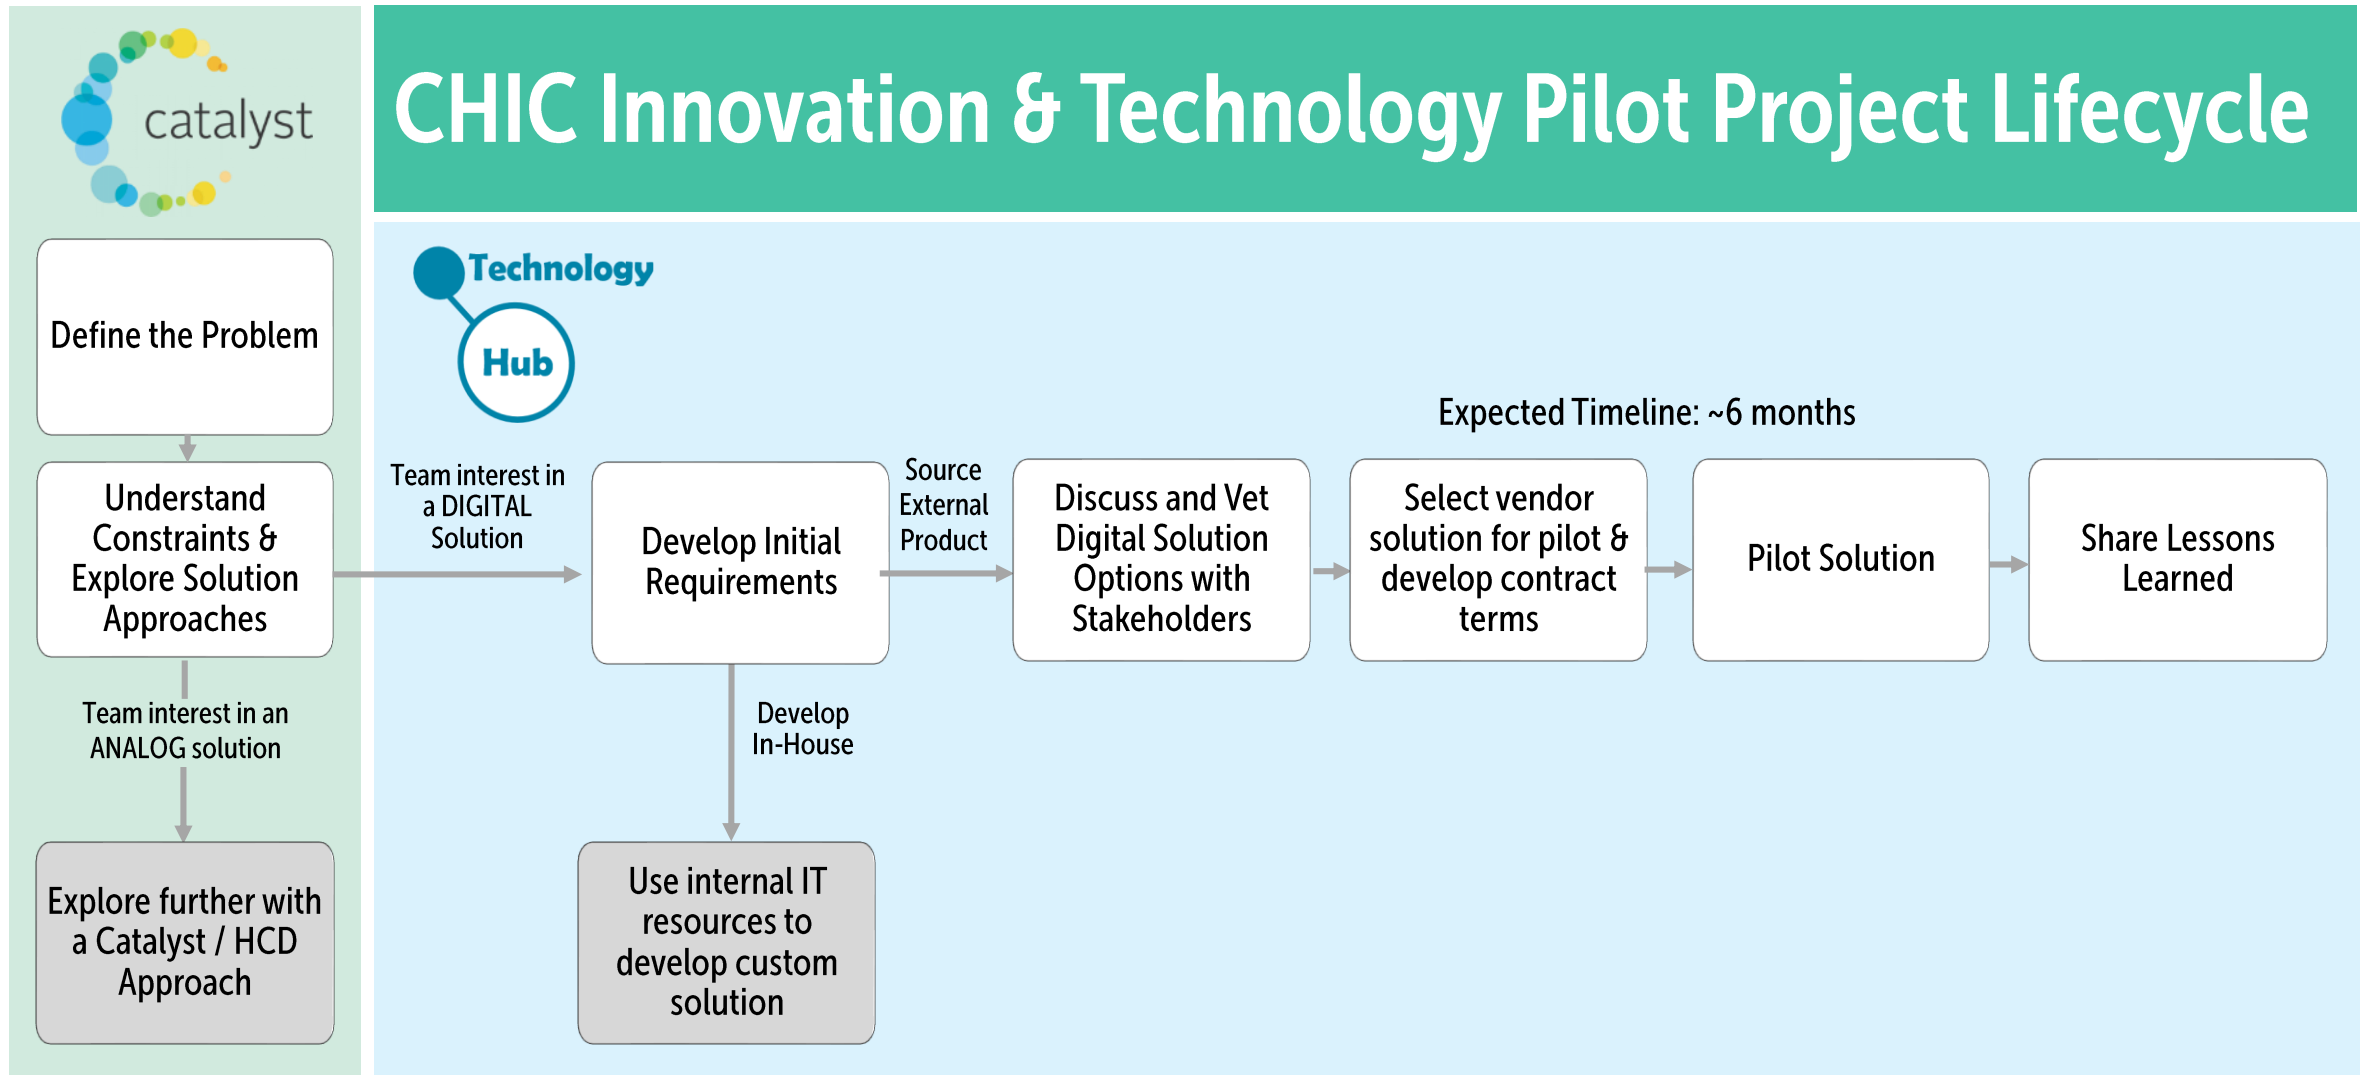 catalyst
CHIC Innovation & Technology Pilot Project Lifecycle
Define the Problem
Understand
Constraints &
Explore Solution
Approaches
Team interest in an
ANALOG solution
Explore further with
a Catalyst / HCD
Approach
Technology
Hub
Team interest in
a DIGITAL
Solution
Develop Initial
Requirements
Develop
In-House
Use internal IT
resources to
develop custom
solution
Source
External
Product
Expected Timeline: ~6 months
Discuss and Vet
Digital Solution
Options with
Stakeholders
Select vendor
solution for pilot &
develop contract
terms
Pilot Solution
Share Lessons
Learned